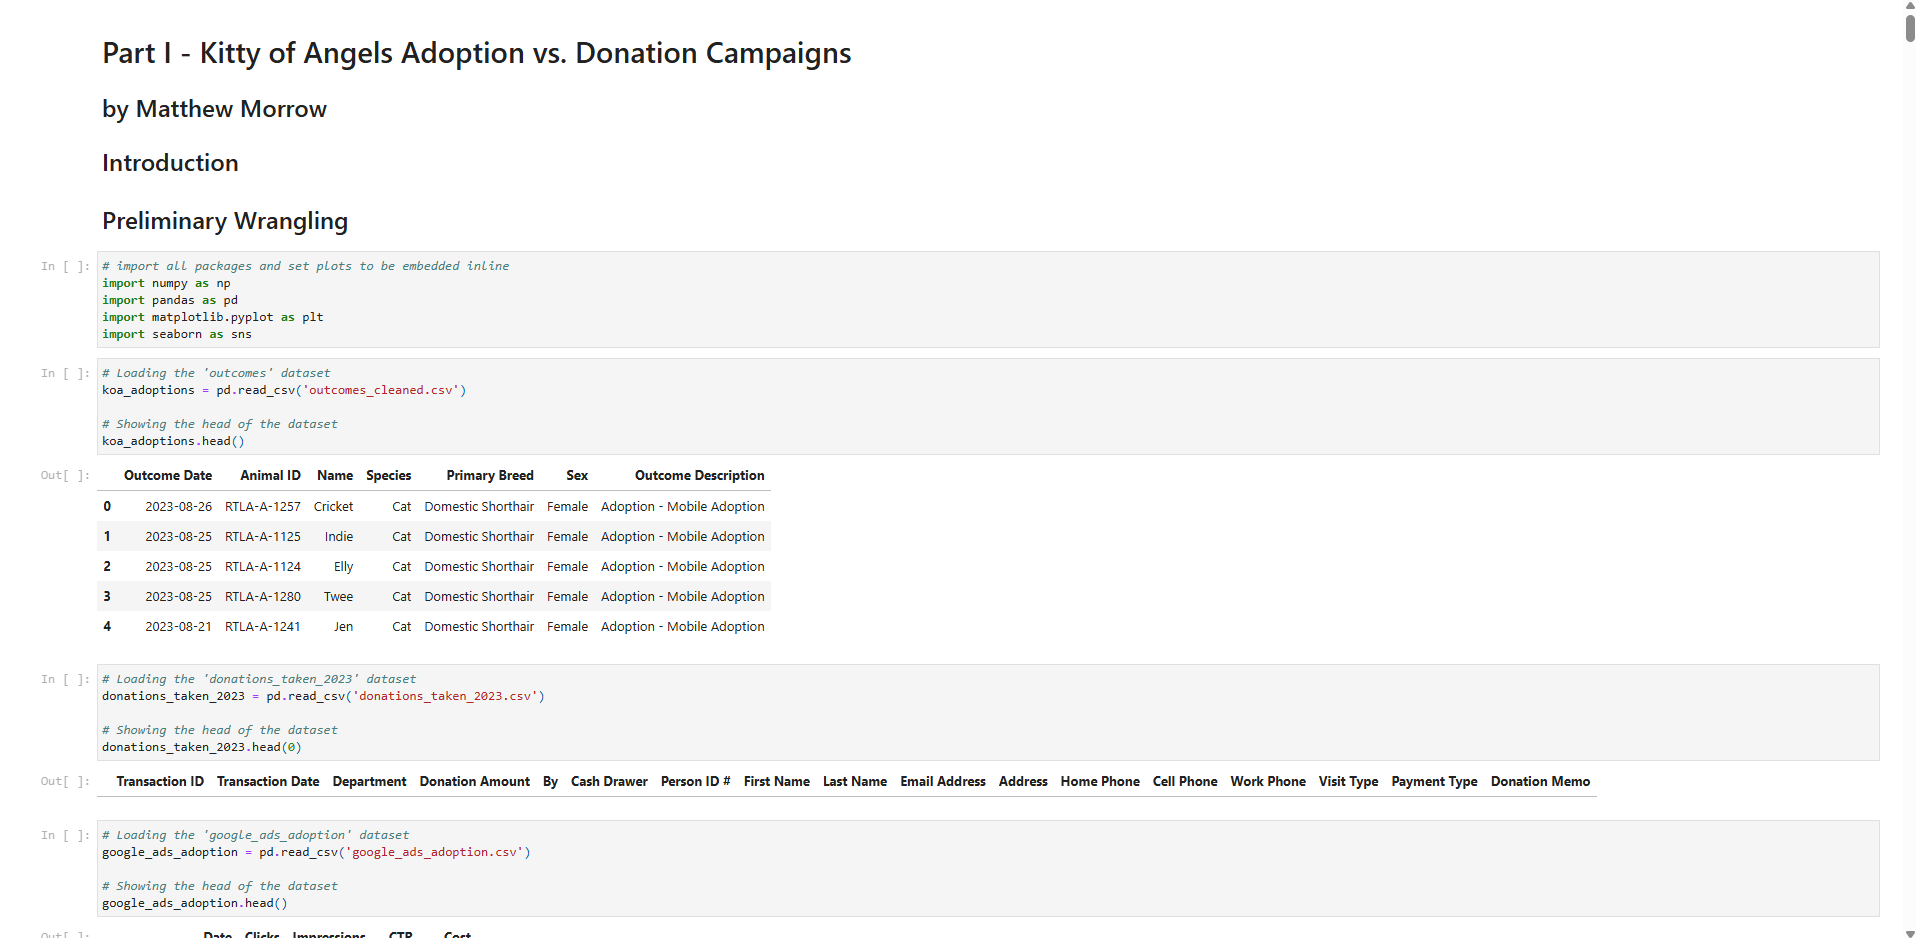 Part I - Kitty of Angels Adoption vs. Donation Campaigns
by Matthew Morrow
Introduction
Preliminary Wrangling
In [ ]:
# import all packages and set plots to be embedded inline
import numpy as np
import pandas as pd
import matplotlib.pyplot as plt
import seaborn as sns
In [ ]:
# Loading the 'outcomes' dataset
koa_adoptions = pd.read_csv('outcomes_cleaned.csv')
# Showing the head of the dataset
koa_adoptions.head()
Out[ ]:
Outcome Date Animal ID Name Species Primary Breed Sex Outcome Description
0 2023-08-26 RTLA-A-1257 Cricket Cat Domestic Shorthair Female Adoption - Mobile Adoption
1 2023-08-25 RTLA-A-1125 Indie Cat Domestic Shorthair Female Adoption - Mobile Adoption
2 2023-08-25 RTLA-A-1124 Elly Cat Domestic Shorthair Female Adoption - Mobile Adoption
3 2023-08-25 RTLA-A-1280 Twee Cat Domestic Shorthair Female Adoption - Mobile Adoption
4 2023-08-21 RTLA-A-1241 Jen Cat Domestic Shorthair Female Adoption - Mobile Adoption
In [ ]:
# Loading the 'donations_taken_2023' dataset
donations_taken_2023 = pd.read_csv('donations_taken_2023.csv')
# Showing the head of the dataset
donations_taken_2023.head(0)
Out[ ]:
Transaction ID Transaction Date Department Donation Amount By Cash Drawer Person ID # First Name Last Name Email Address Address Home Phone Cell Phone Work Phone Visit Type Payment Type Donation Memo
In [ ]:
# Loading the 'google_ads_adoption' dataset
google_ads_adoption = pd.read_csv('google_ads_adoption.csv')
# Showing the head of the dataset
google_ads_adoption.head()
Out[ ]:
Date Clicks Impressions CTR Cost